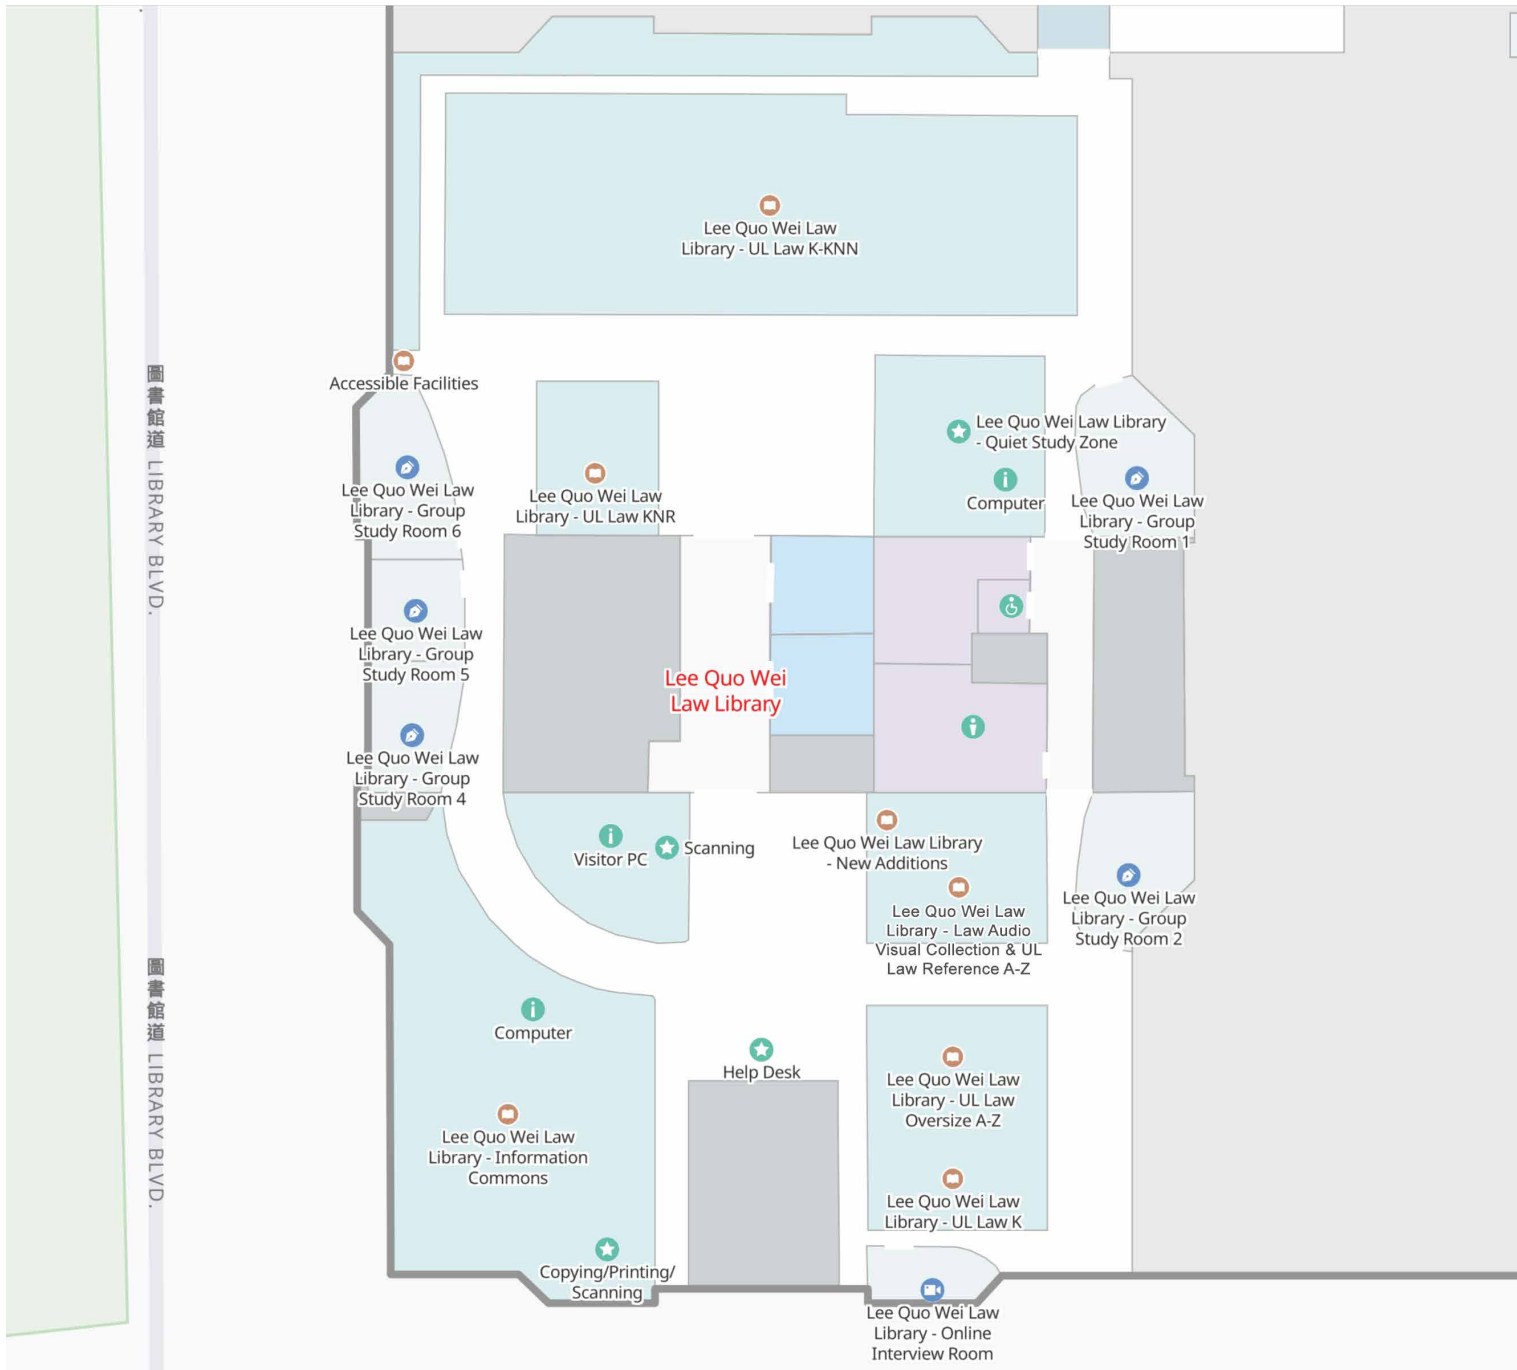 Lee Quo Wei Law
Library - UL Law K-KNN
圖書館道 LIBRARY BLVD.
Accessible Facilities
Lee Quo Wei Law Library
- Quiet Study Zone
Computer
Lee Quo Wei Law
Library - Group
Study Room 6
Lee Quo Wei Law
Library - UL Law KNR
Lee Quo Wei Law
Library - Group
Study Room 1
Lee Quo Wei Law
Library - Group
Study Room 5
Lee Quo Wei
Law Library
Lee Quo Wei Law
Library - Group
Study Room 4
Visitor PC
Scanning
Lee Quo Wei Law Library
- New Additions
Lee Quo Wei Law
Library - Law Audio
Visual Collection & UL
Law Reference A-Z
Lee Quo Wei Law
Library - Group
Study Room 2
圖書館道 LIBRARY BLVD.
Computer
Help Desk
Lee Quo Wei Law
Library - UL Law
Oversize A-Z
Lee Quo Wei Law
Library - Information
Commons
Lee Quo Wei Law
Library - UL Law K
Copying/Printing/
Scanning
Lee Quo Wei Law
Library - Online
Interview Room